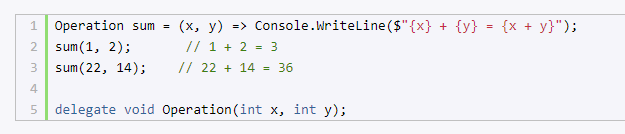 1 Operation sum = (x, y) => Console.WriteLine($"{x} + {y} = {x + y}");
2 sum(1, 2);       // 1 + 2 = 3
3 sum(22, 14);    // 22 + 14 = 36
4
5 delegate void Operation(int x, int y);